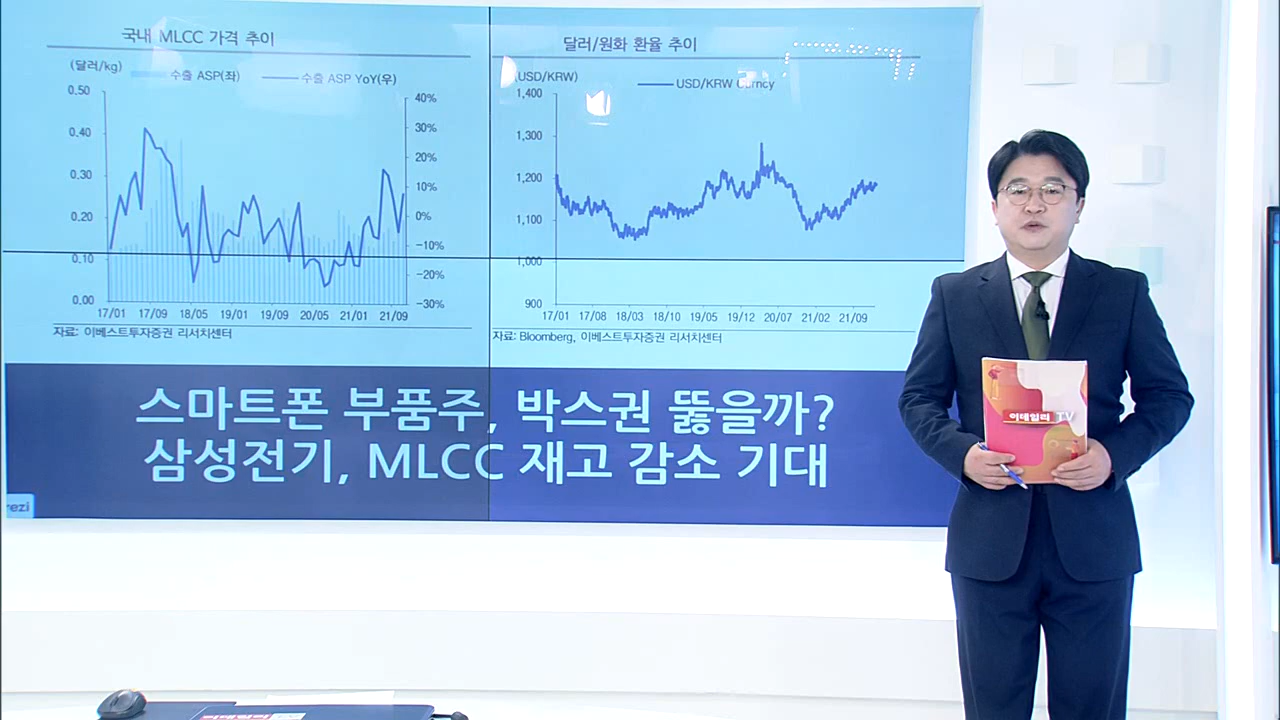 국내 MLCC 가격 추이
(달러/kg)
수출 ASP(좌)
수출 ASP YoY(우)
0.50
0.40
0.30
0.20
0.10
0.00
40%
30%
20%
10%
0%
-10%
-20%
-30%
17/01 17/09 18/05 19/01 19/09 20/05 21/01 21/09
자료: 이베스트투자증권 리서치센터
달러/원화 환율 추이
(USD/KRW)
USD/KRW Curncy
1,400
1,300
1,200
1,100
1,000
900
17/01 17/08 18/03 18/10 19/05 19/12 20/07 21/02 21/09
자료: Bloomberg, 이베스트투자증권 리서치센터
스마트폰 부품주, 박스권 뚫을까?
삼성전기, MLCC 재고 감소 기대
rezi
이데일리 TV